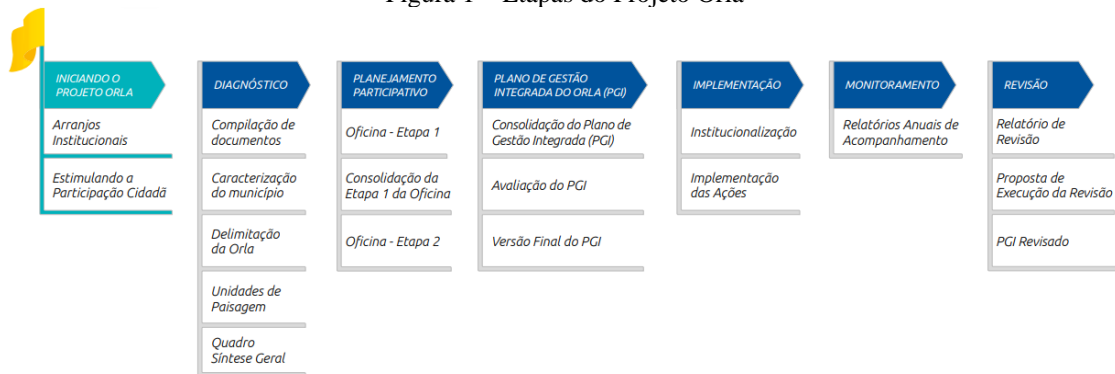 Figura 1 – Etapas do Projeto Orla
INICIANDO O
PROJETO ORLA
Arranjos
Institucionais
Estimulando a
Participação Cidadã
DIAGNÓSTICO
Compilação de
documentos
Caracterização
do município
Delimitação
da Orla
Unidades de
Paisagem
Quadro
Síntese Geral
PLANEJAMENTO
PARTICIPATIVO
Oficina - Etapa 1
Consolidação da
Etapa 1 da Oficina
Oficina - Etapa 2
PLANO DE GESTÃO
INTEGRADA DO ORLA (PGI)
Consolidação do Plano de
Gestão Integrada (PGI)
Avaliação do PGI
Versão Final do PGI
IMPLEMENTAÇÃO
Institucionalização
Implementação
das Ações
MONITORAMENTO
Relatórios Anuais de
Acompanhamento
REVISÃO
Relatório de
Revisão
Proposta de
Execução da Revisão
PGI Revisado